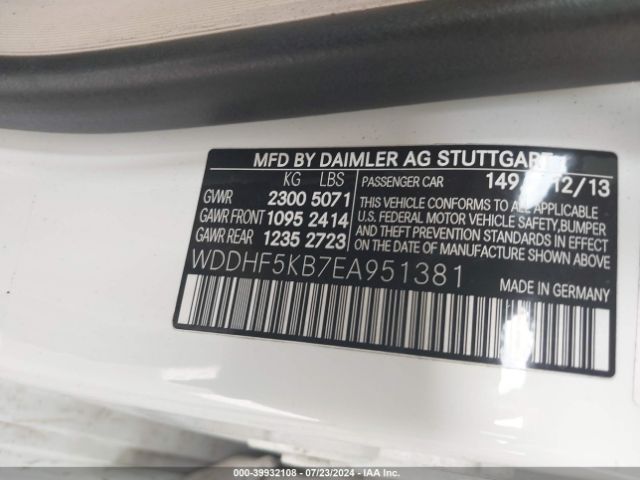 MFD BY DAIMLER AG STUTTGART
KG LBS
GVWR 2300 5071
GAWR FRONT 1095 2414
GAWR REAR 1235 2723
PASSENGER CAR 149 12/13
THIS VEHICLE CONFORMS TO ALL APPLICABLE
U.S. FEDERAL MOTOR VEHICLE SAFETY, BUMPER
AND THEFT PREVENTION STANDARDS IN EFFECT
ON THE DATE OF MANUFACTURE SHOWN ABOVE
WDDHF5KB7EA951381
MADE IN GERMANY
000-39932108 - 07/23/2024 - IAA Inc.